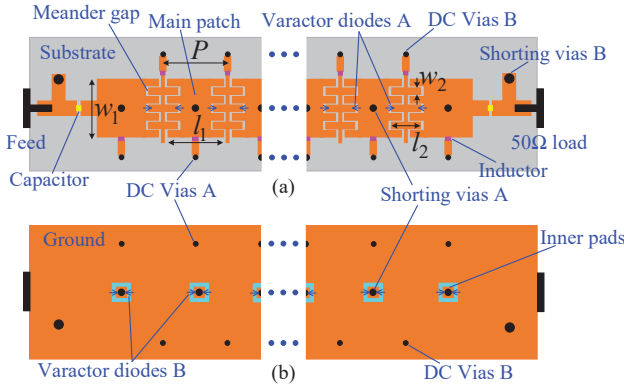 Meander gap
Main patch
Varactor diodes A
DC Vias B
Substrate
P
Shorting vias B
w1
w2
l1
l2
Feed
50Ω load
Capacitor
Inductor
DC Vias A
(a)
Shorting vias A
Ground
Inner pads
Varactor diodes B
(b)
DC Vias B